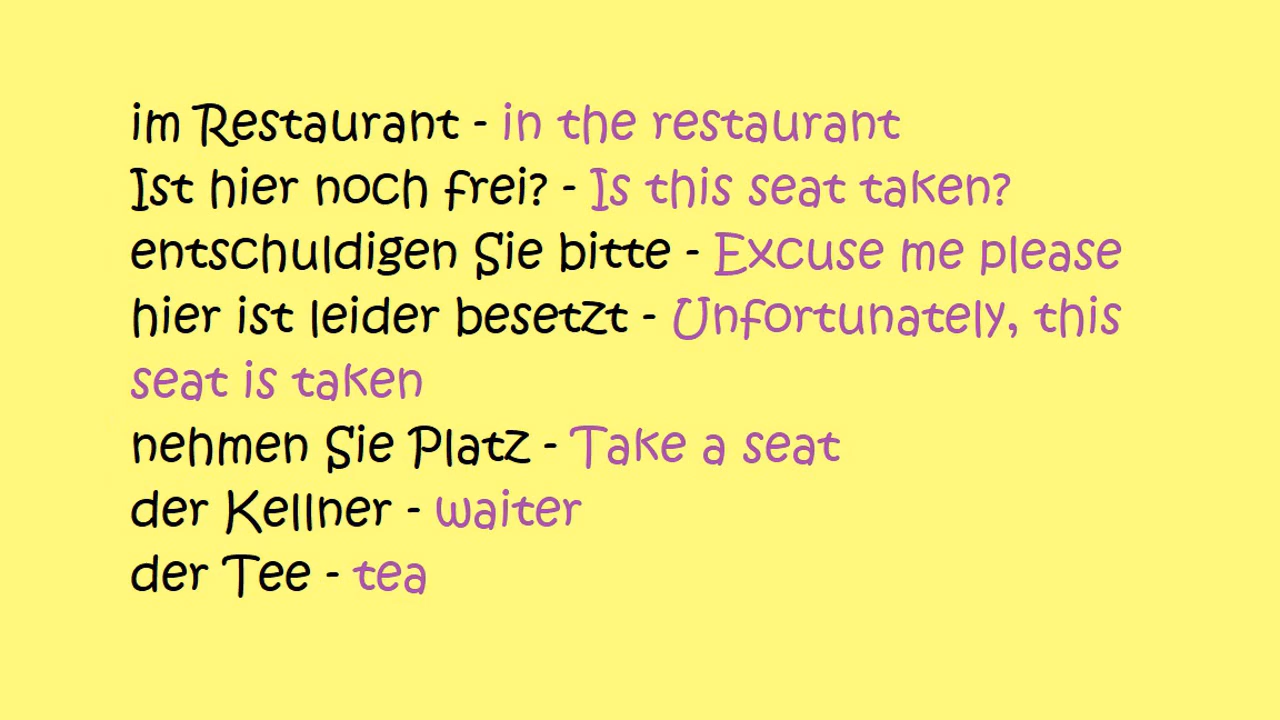 im Restaurant - in the restaurant
Ist hier noch frei? - Is this seat taken?
entschuldigen Sie bitte - Excuse me please
hier ist leider besetzt - Unfortunately, this
seat is taken
nehmen Sie Platz - Take a seat
der Kellner - waiter
der Tee - tea